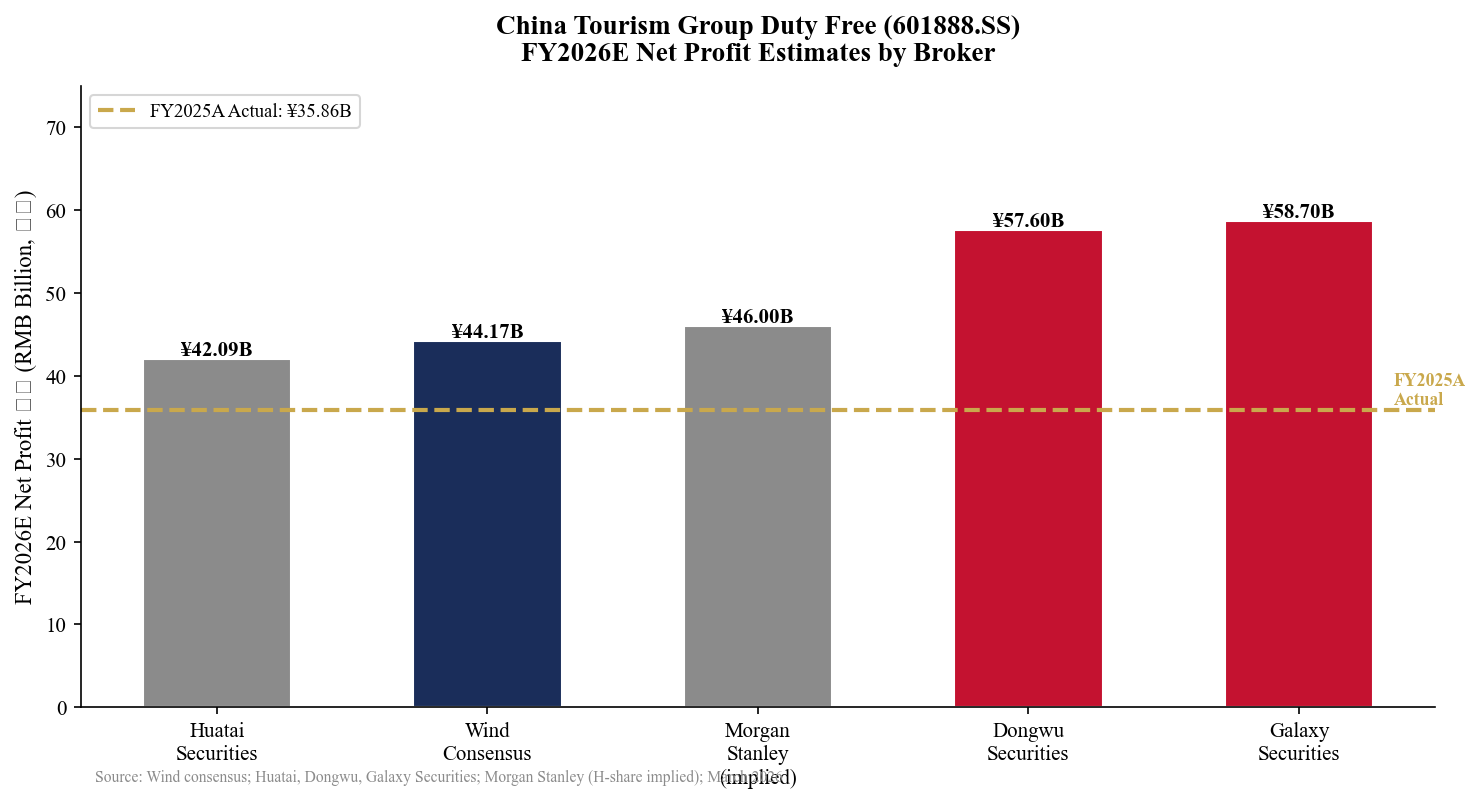 China Tourism Group Duty Free (601888.SS)
FY2026E Net Profit Estimates by Broker
FY2025A Actual: ¥35.86B
FY2026E Net Profit □□ (RMB Billion, □□)
70
60
50
40
30
20
10
0
¥42.09B
¥44.17B
¥46.00B
¥57.60B
¥58.70B
FY2025A
Actual
Huatai
Securities
Wind
Consensus
Morgan
Stanley
(implied)
Dongwu
Securities
Galaxy
Securities
Source: Wind consensus; Huatai, Dongwu, Galaxy Securities; Morgan Stanley (H-share implied);